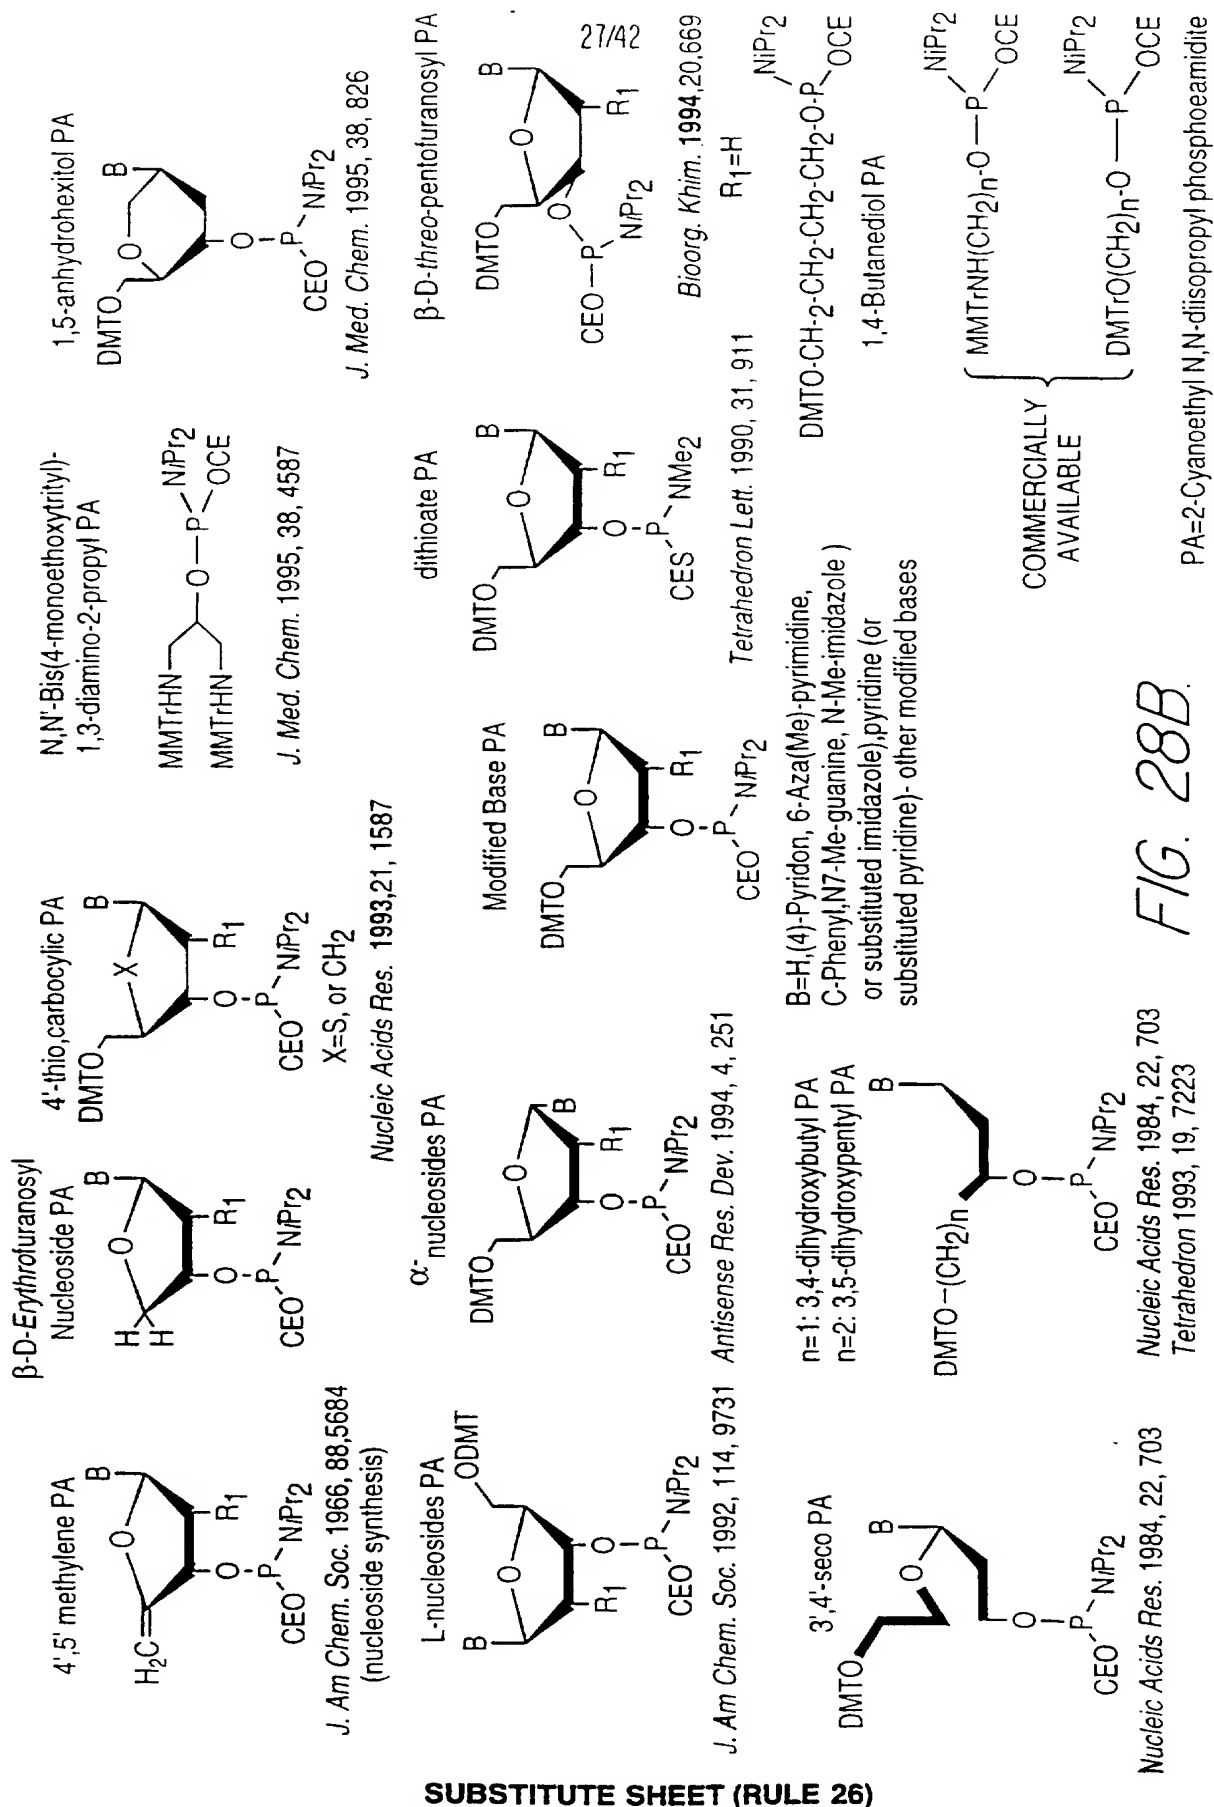 27/42
4',5' methylene PA
B
O
H2C
R1
O
P
CEO
NiPr2
J. Am Chem. Soc. 1966, 88,5684
(nucleoside synthesis)
β-D-Erythrofuranosyl
Nucleoside PA
B
O
H
H
R1
O
P
CEO
NiPr2
4'-thio,carbocylic PA
DMTO
B
X
R1
O
P
CEO
NiPr2
X=S, or CH2
Nucleic Acids Res. 1993,21, 1587
N,N'-Bis(4-monoethoxytrityl)-
1,3-diamino-2-propyl PA
MMTrHN
MMTrHN
O
P
NiPr2
OCE
J. Med. Chem. 1995, 38, 4587
1,5-anhydrohexitol PA
DMTO
B
O
O
P
CEO
NiPr2
J. Med. Chem. 1995, 38, 826
L-nucleosides PA
B
O
ODMT
R1
O
P
CEO
NiPr2
J. Am Chem. Soc. 1992, 114, 9731
α-
nucleosides PA
DMTO
O
B
R1
O
P
CEO
NiPr2
Antisense Res. Dev. 1994, 4, 251
Modified Base PA
DMTO
B
O
R1
O
P
CEO
NiPr2
B=H,(4)-Pyridon, 6-Aza(Me)-pyrimidine,
C-Phenyl,N7-Me-guanine, N-Me-imidazole )
or substituted imidazole),pyridine (or
substituted pyridine)- other modified bases
dithioate PA
DMTO
B
O
R1
O
P
CES
NMe2
Tetrahedron Lett. 1990, 31, 911
β-D-threo-pentofuranosyl PA
DMTO
B
O
R1
O
CEO
P
NiPr2
Bioorg. Khim. 1994,20,669
R1=H
3',4'-seco PA
DMTO
B
O
O
P
CEO
NiPr2
Nucleic Acids Res. 1984, 22, 703
n=1: 3,4-dihydroxybutyl PA
n=2: 3,5-dihydroxypentyl PA
DMTO-(CH2)n
B
O
P
CEO
NiPr2
Nucleic Acids Res. 1984, 22, 703
Tetrahedron 1993, 19, 7223
DMTO-CH-2-CH2-CH2-CH2-O-P
NiPr2
OCE
1,4-Butanediol PA
COMMERCIALLY
AVAILABLE
MMTrNH(CH2)n-O—P
NiPr2
OCE
DMTrO(CH2)n-O—P
NiPr2
OCE
PA=2-Cyanoethyl N,N-diisopropyl phosphoeamidite
FIG. 28B.
SUBSTITUTE SHEET (RULE 26)